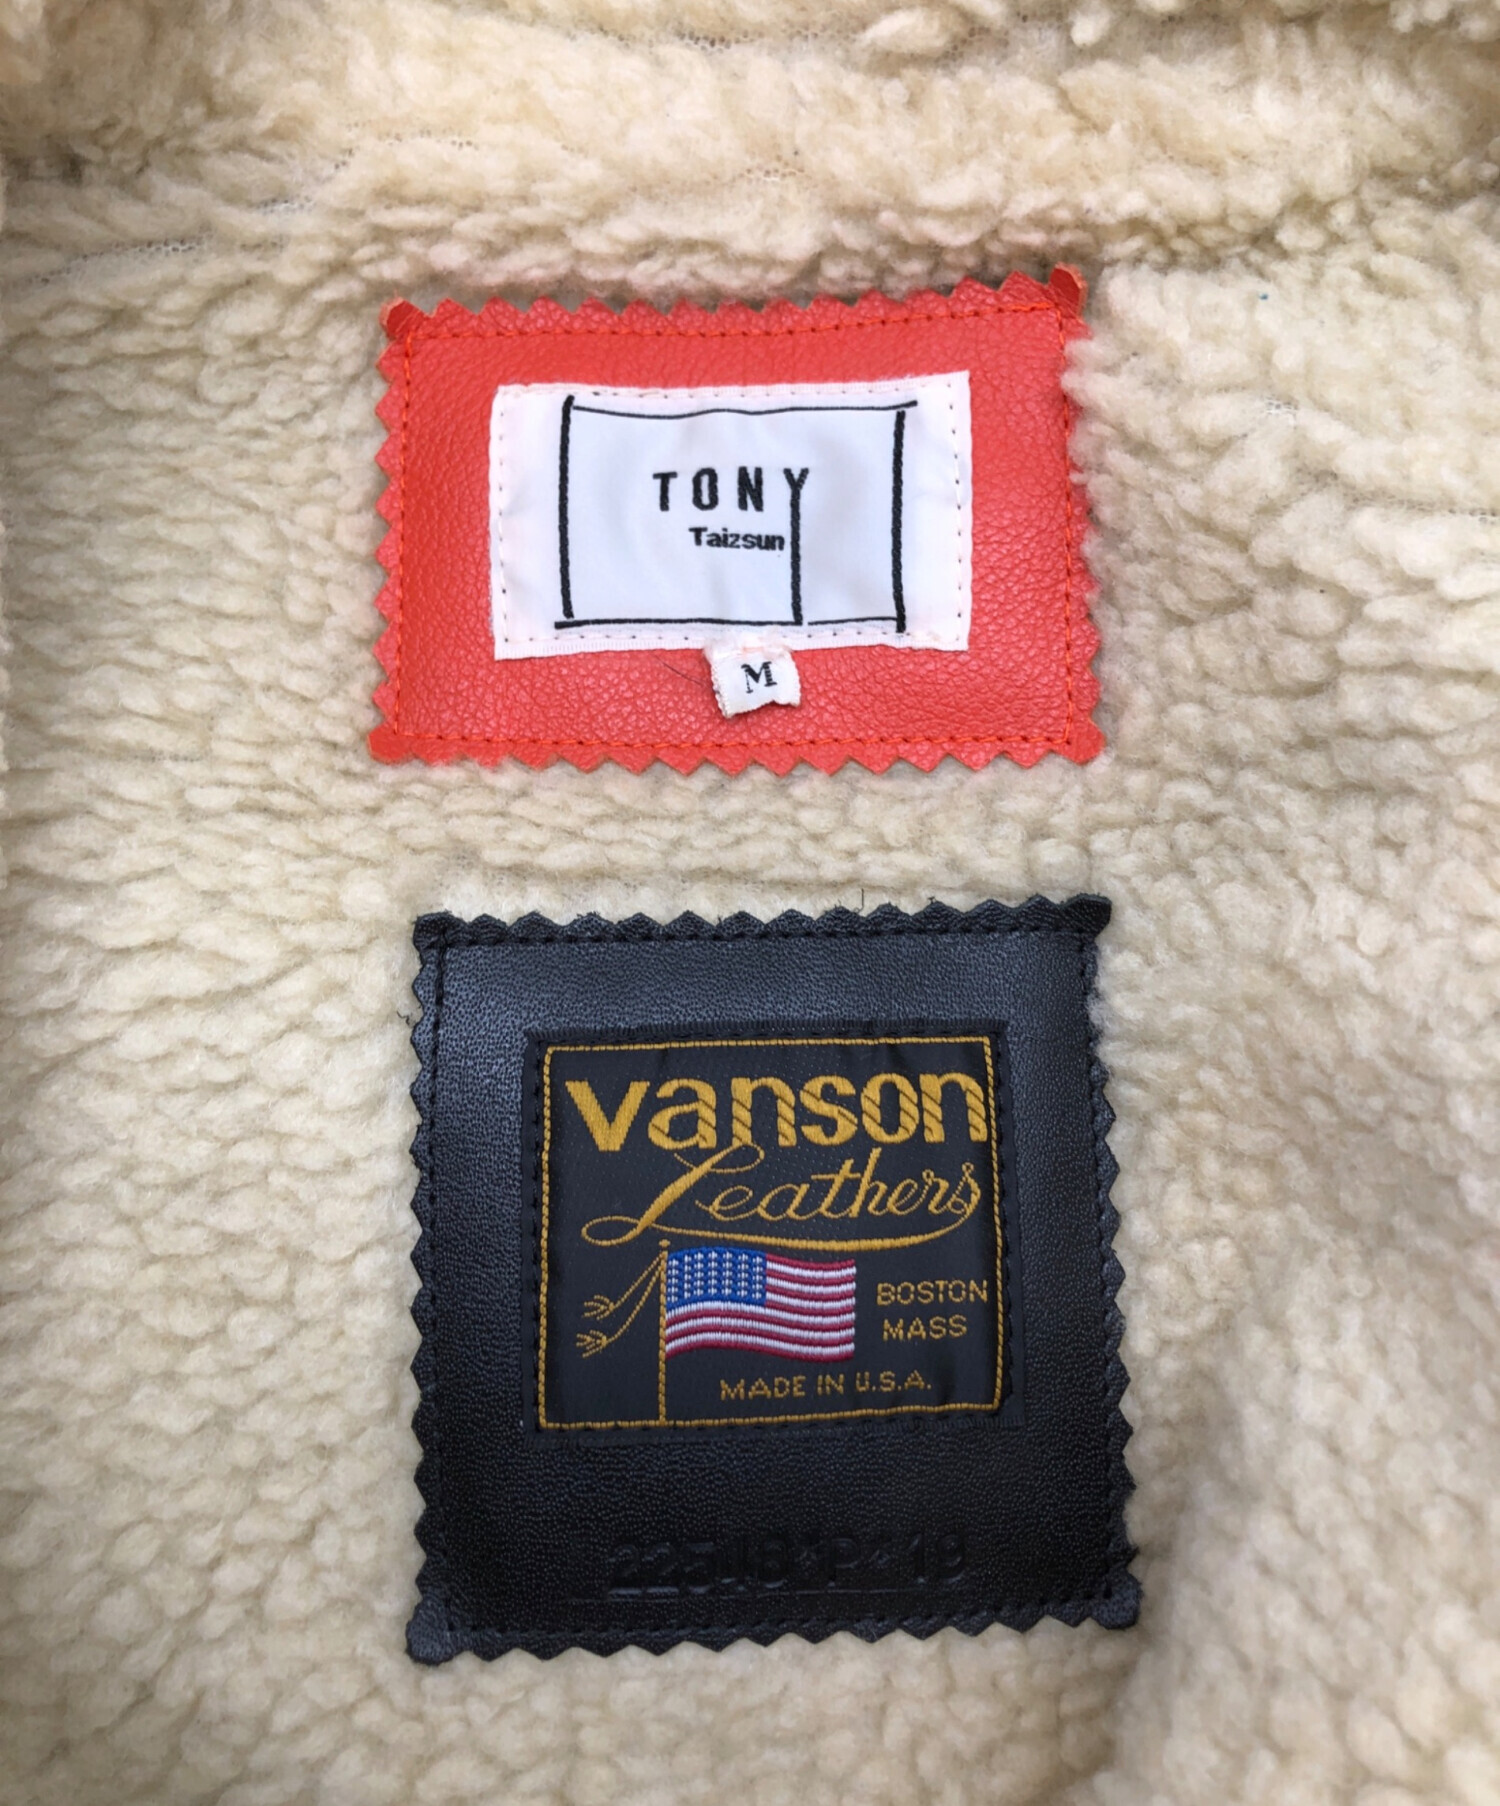 TONY
Taizsun
M
vanson
Leathers
BOSTON
MASS
MADE IN U.S.A.